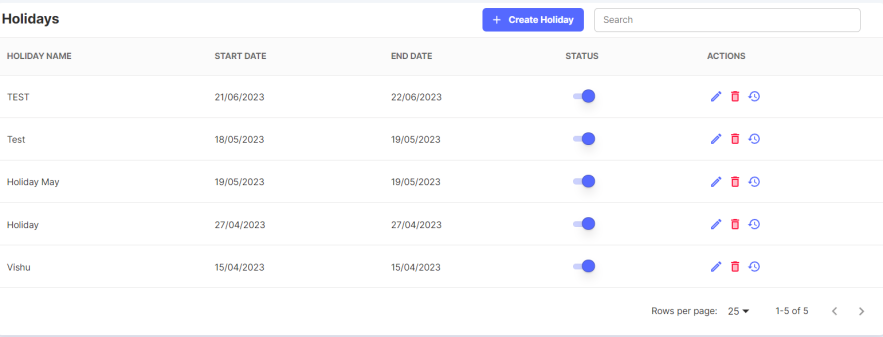 Holidays
+ Create Holiday
Search
HOLIDAY NAME START DATE END DATE STATUS ACTIONS
TEST 21/06/2023 22/06/2023
Test 18/05/2023 19/05/2023
Holiday May 19/05/2023 19/05/2023
Holiday 27/04/2023 27/04/2023
Vishu 15/04/2023 15/04/2023
Rows per page: 25 1-5 of 5